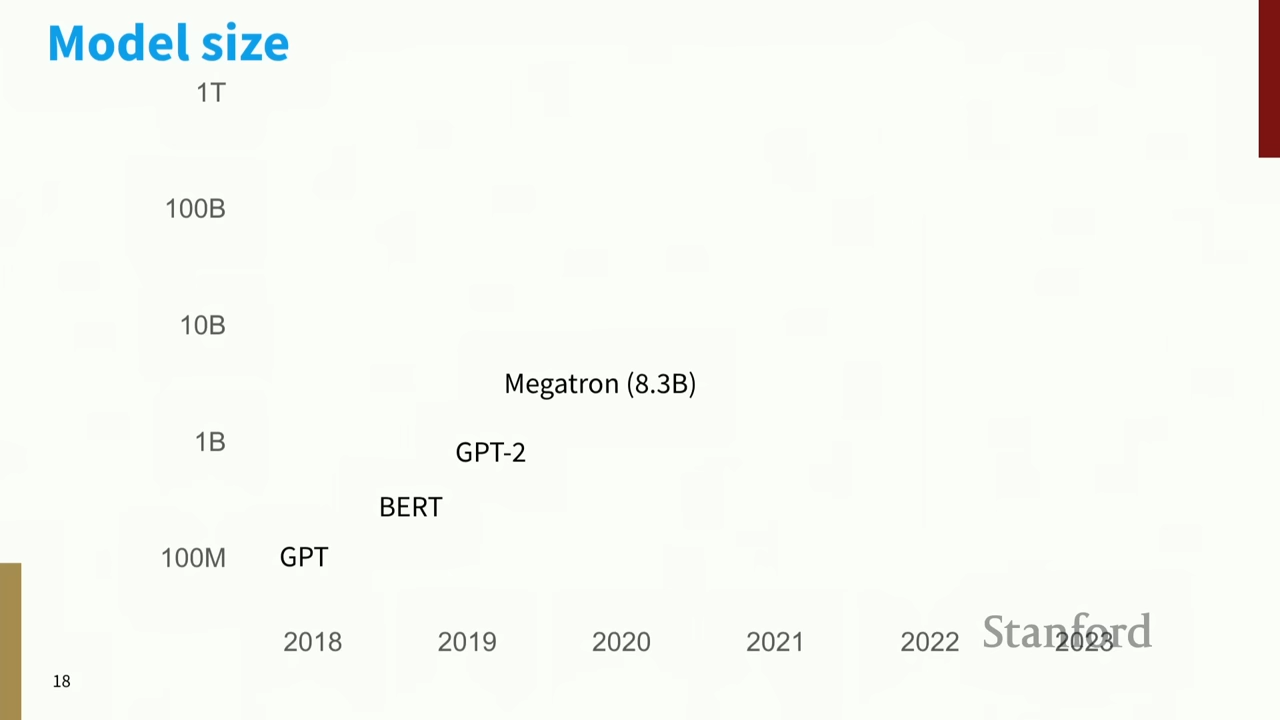 Model size
1T
100B
10B
Megatron (8.3B)
1B
GPT-2
BERT
100M
GPT
2018
2019
2020
2021
2022
2023
Stanford
18